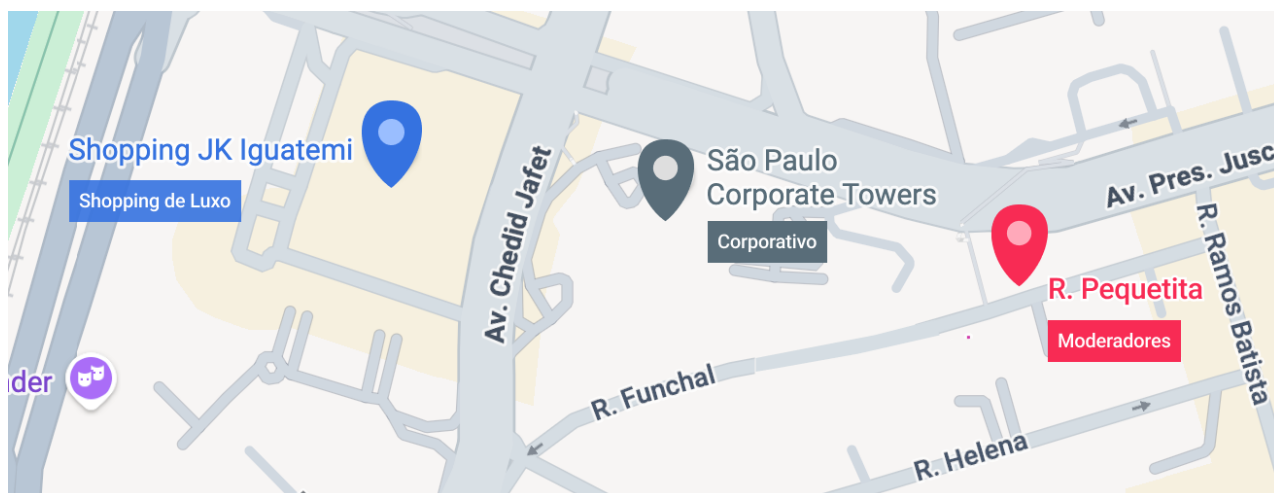 Shopping JK Iguatemi
Shopping de Luxo
Av. Chedid Jafet
São Paulo
Corporate Towers
Corporativo
Av. Pres. Jusc
R. Pequetita
Moderadores
R. Ramos Batista
der
R. Funchal
R. Helena